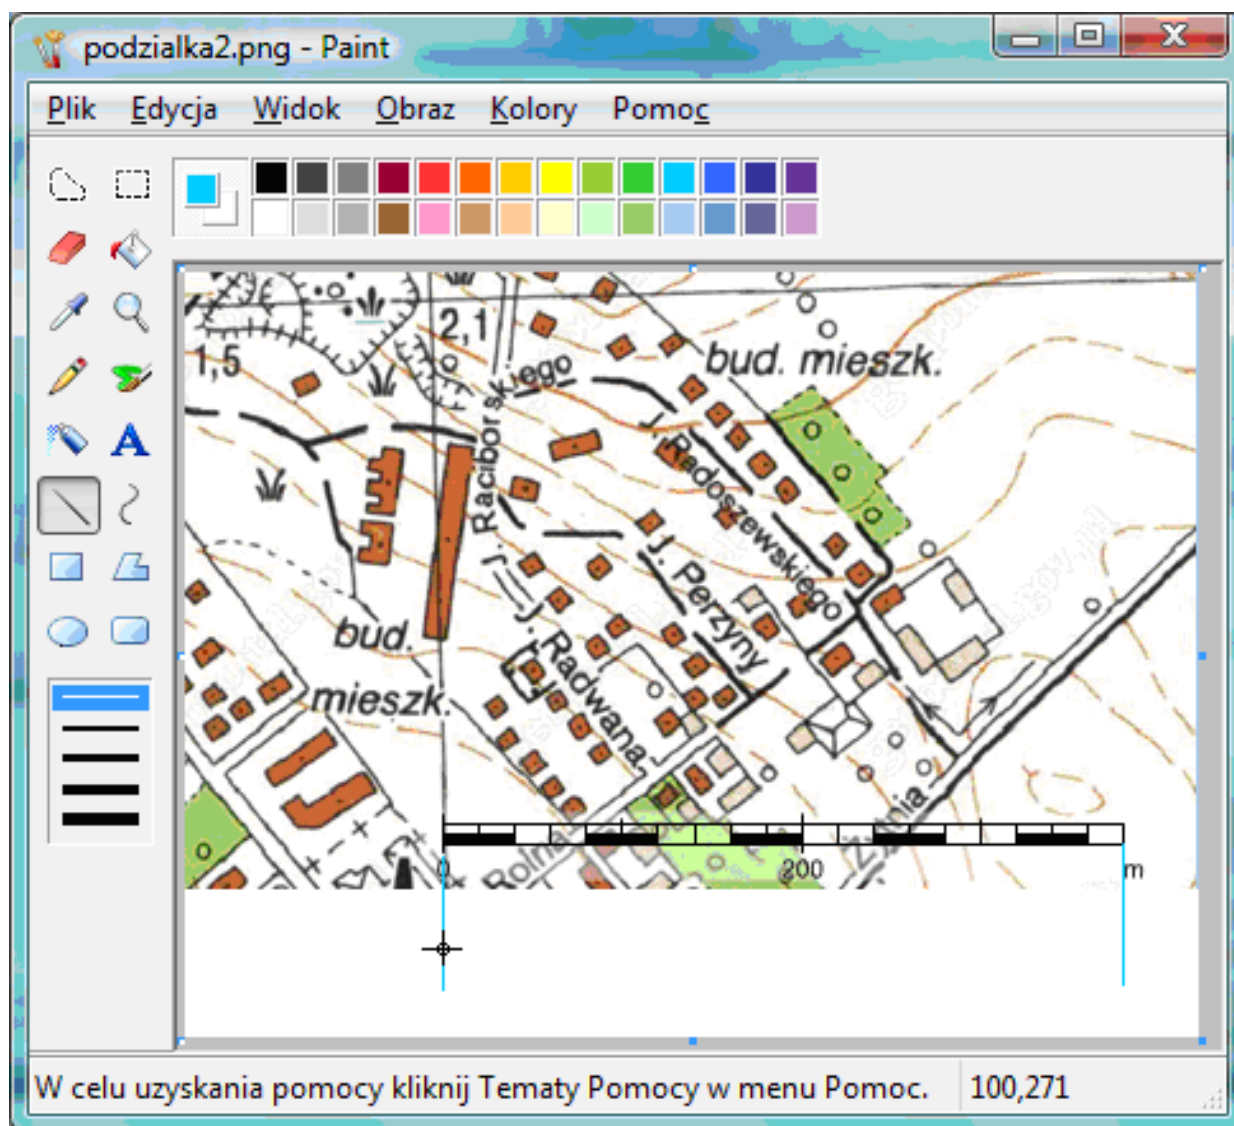 podzialka2.png - Paint
Plik Edycja Widok Obraz Kolory Pomoc
2,1
1,5
bud. mieszk.
J. Raciborskiego
J. Radoszewskiego
J. Perzyny
J. Radwana
bud.
mieszk.
Rolna
Żytnia
0 200 m
W celu uzyskania pomocy kliknij Tematy Pomocy w menu Pomoc. 100,271